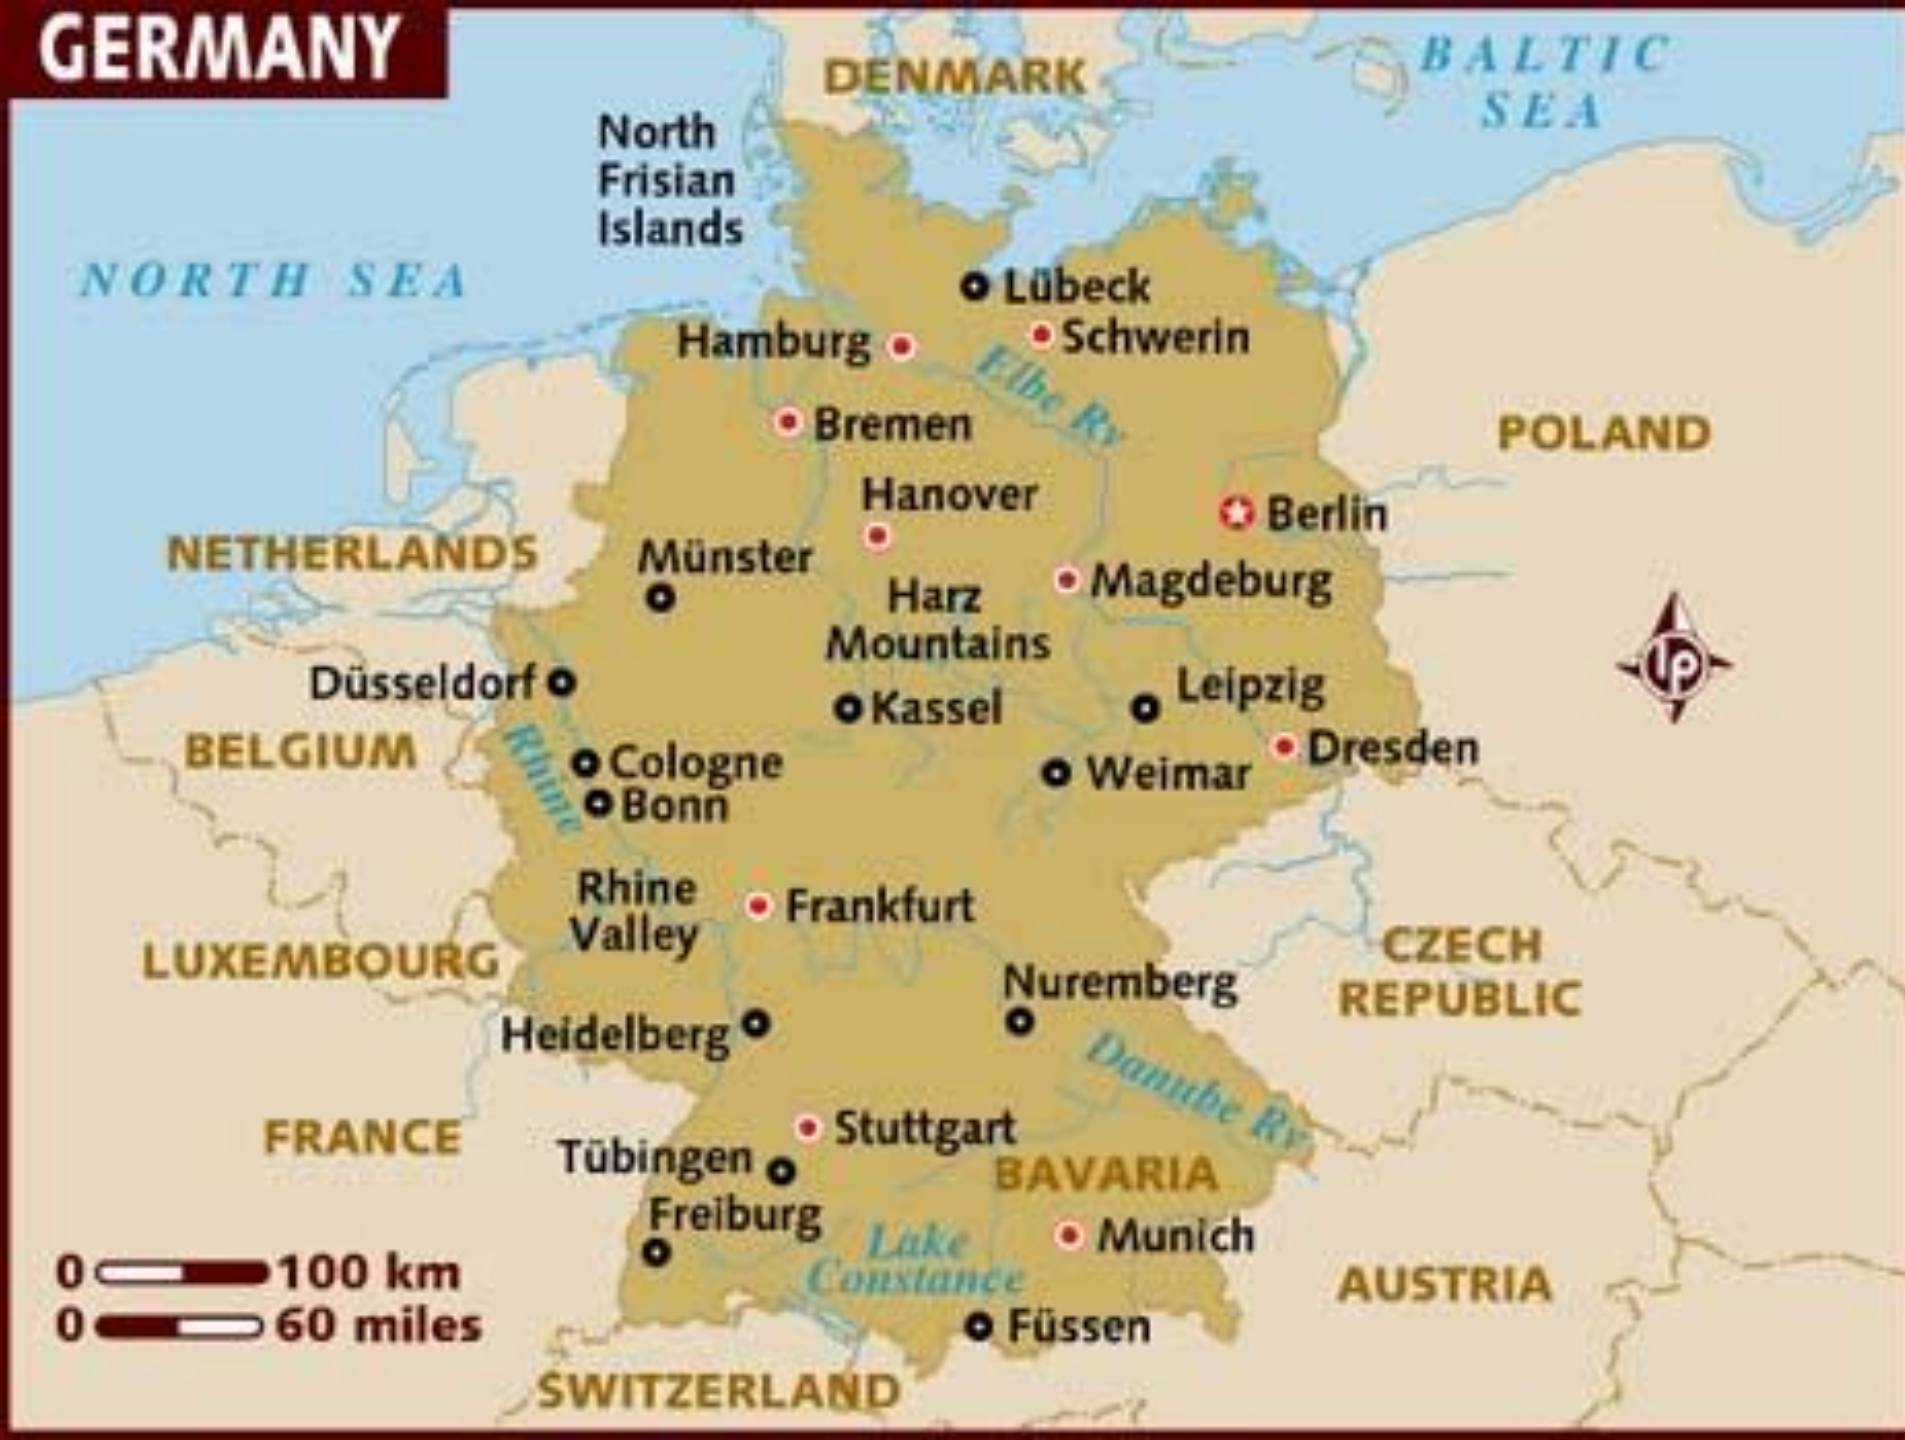 GERMANY
DENMARK
BALTIC
SEA
North
Frisian
Islands
NORTH SEA
Lübeck
Hamburg
Schwerin
Elbe Rv
Bremen
POLAND
Hanover
Berlin
NETHERLANDS
Münster
Magdeburg
Harz
Mountains
LP
Düsseldorf
Leipzig
Kassel
BELGIUM
Dresden
Rhine
Cologne
Weimar
Bonn
Rhine
Valley
Frankfurt
LUXEMBOURG
CZECH
REPUBLIC
Nuremberg
Heidelberg
Danube Rv
FRANCE
Stuttgart
Tübingen
BAVARIA
Freiburg
Munich
Lake
Constance
0 100 km
AUSTRIA
0 60 miles
Füssen
SWITZERLAND